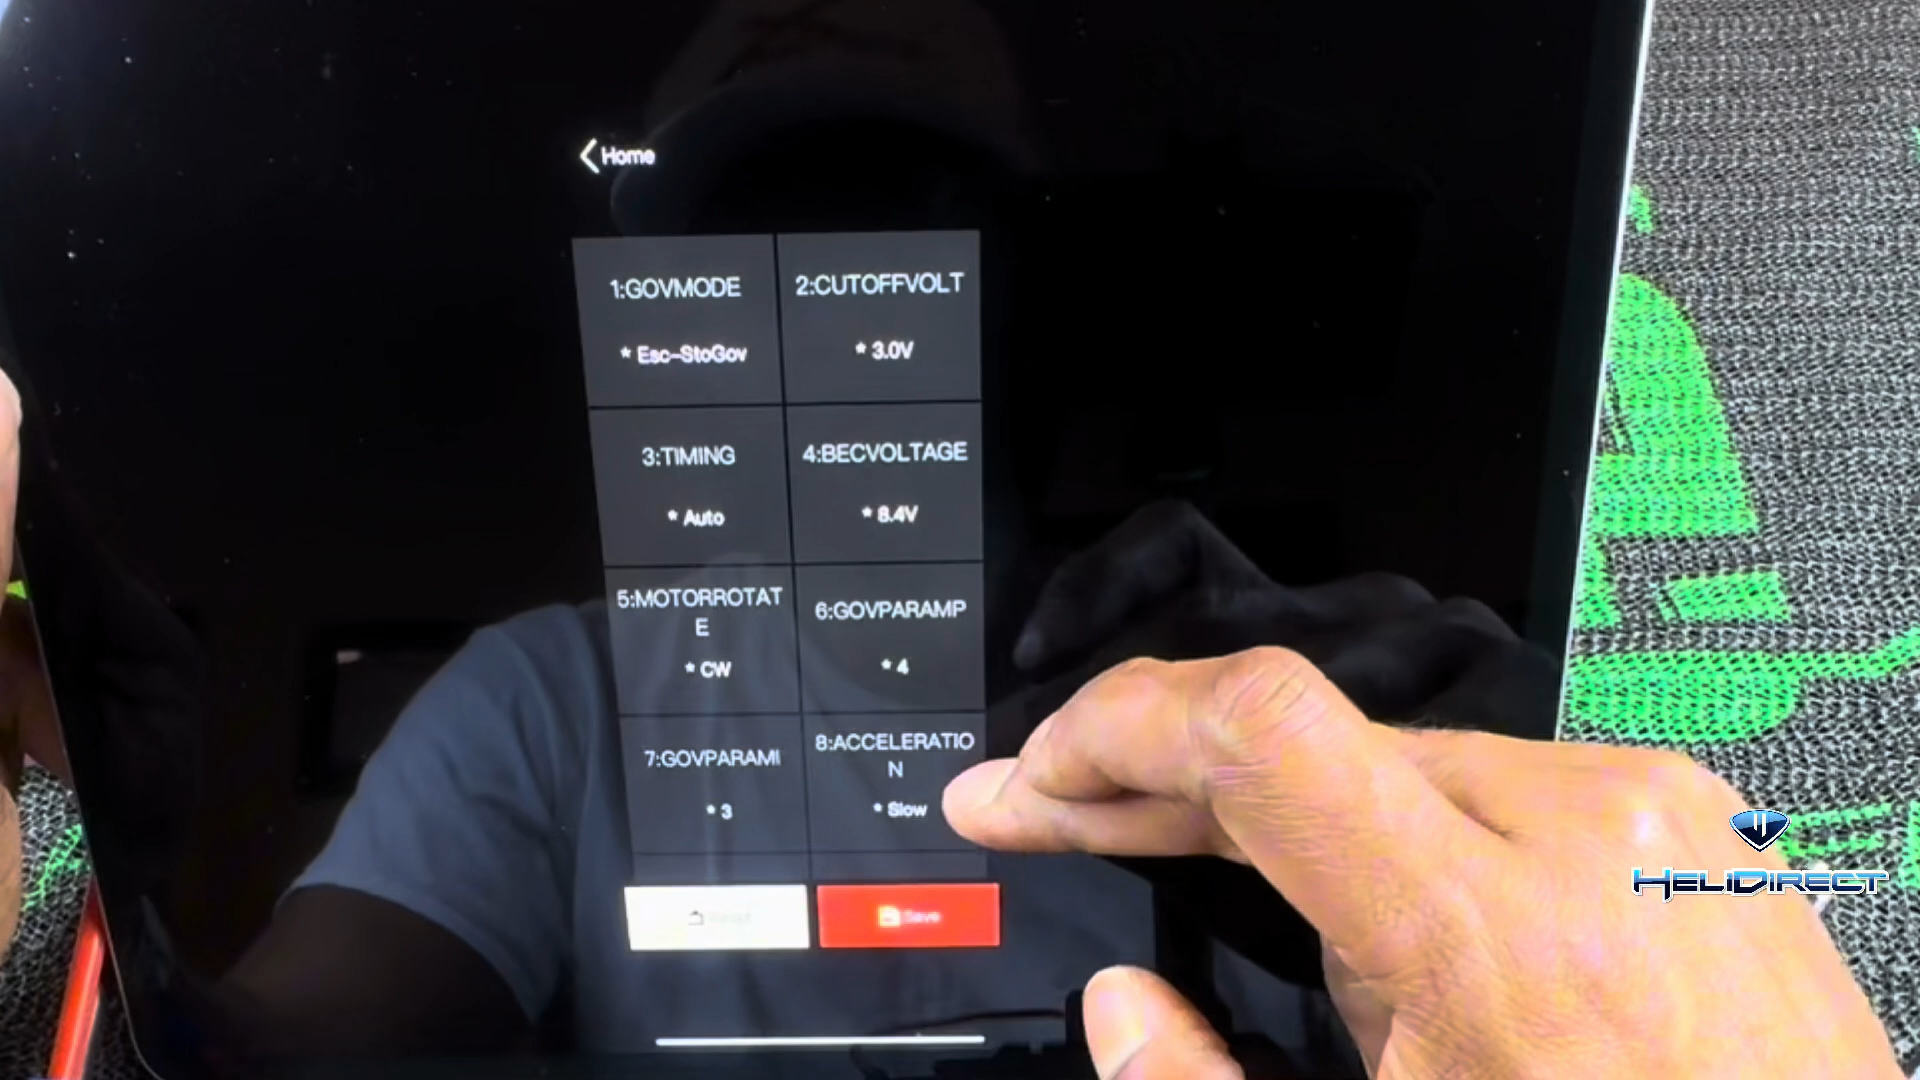 Home
1:GOVMODE
* Esc-StoGov
2:CUTOFFVOLT
* 3.0V
3:TIMING
* Auto
4:BECVOLTAGE
* 8.4V
5:MOTORROTAT
E
* CW
6:GOVPARAMP
* 4
7:GOVPARAMI
* 3
8:ACCELERATIO
N
* Slow
Save
HELIDIRECT